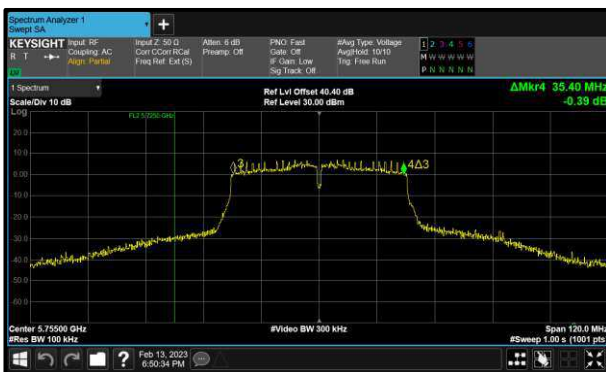 Spectrum Analyzer 1
Swept SA
KEYSIGHT
R T
Input: RF
Coupling: AC
Align: Partial
Input Z: 50 Ω
Corr CCorr RCal
Freq Ref: Ext (S)
Atten: 6 dB
Preamp: Off
PNO: Fast
Gate: Off
IF Gain: Low
Sig Track: Off
#Avg Type: Voltage
Avg|Hold: 10/10
Trig: Free Run
1 2 3 4 5 6
M W W W W W
P N N N N N
1 Spectrum
Scale/Div 10 dB
Ref Lvl Offset 40.40 dB
Ref Level 30.00 dBm
ΔMkr4 35.40 MHz
-0.39 dB
Log
FL2 5.7250 GHz
20.0
10.0
0.00
-10.0
-20.0
-30.0
-40.0
-50.0
-60.0
3
4Δ3
Center 5.75500 GHz
#Res BW 100 kHz
#Video BW 300 kHz
Span 120.0 MHz
#Sweep 1.00 s (1001 pts
Feb 13, 2023
6:50:34 PM